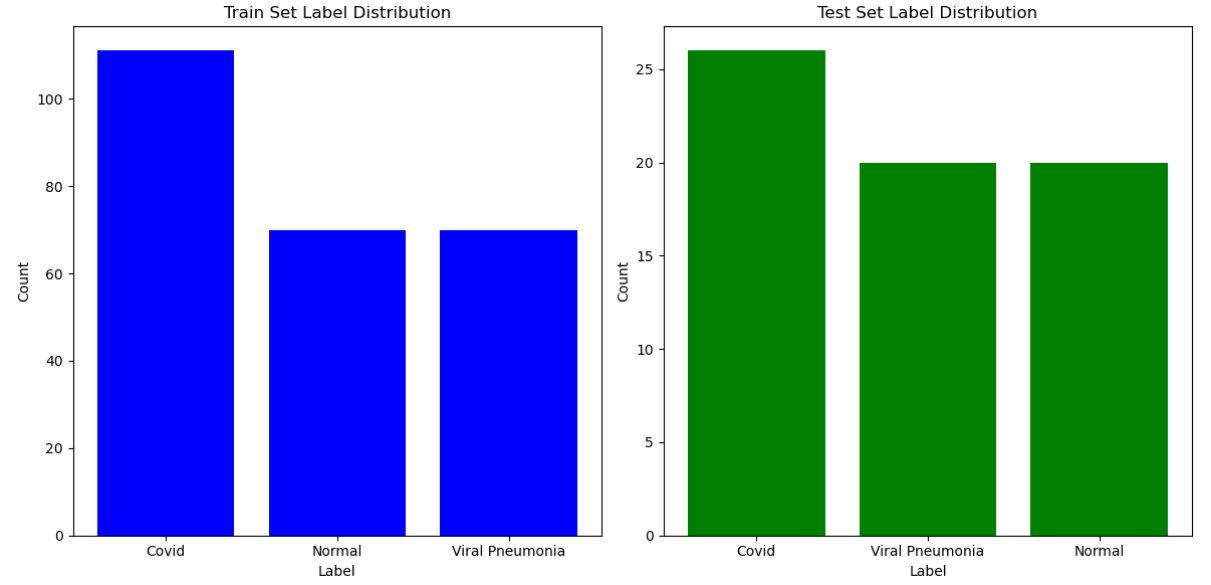 Train Set Label Distribution
Count
100
80
60
40
20
0
Covid Normal Viral Pneumonia
Label
Test Set Label Distribution
Count
25
20
15
10
5
0
Covid Viral Pneumonia Normal
Label